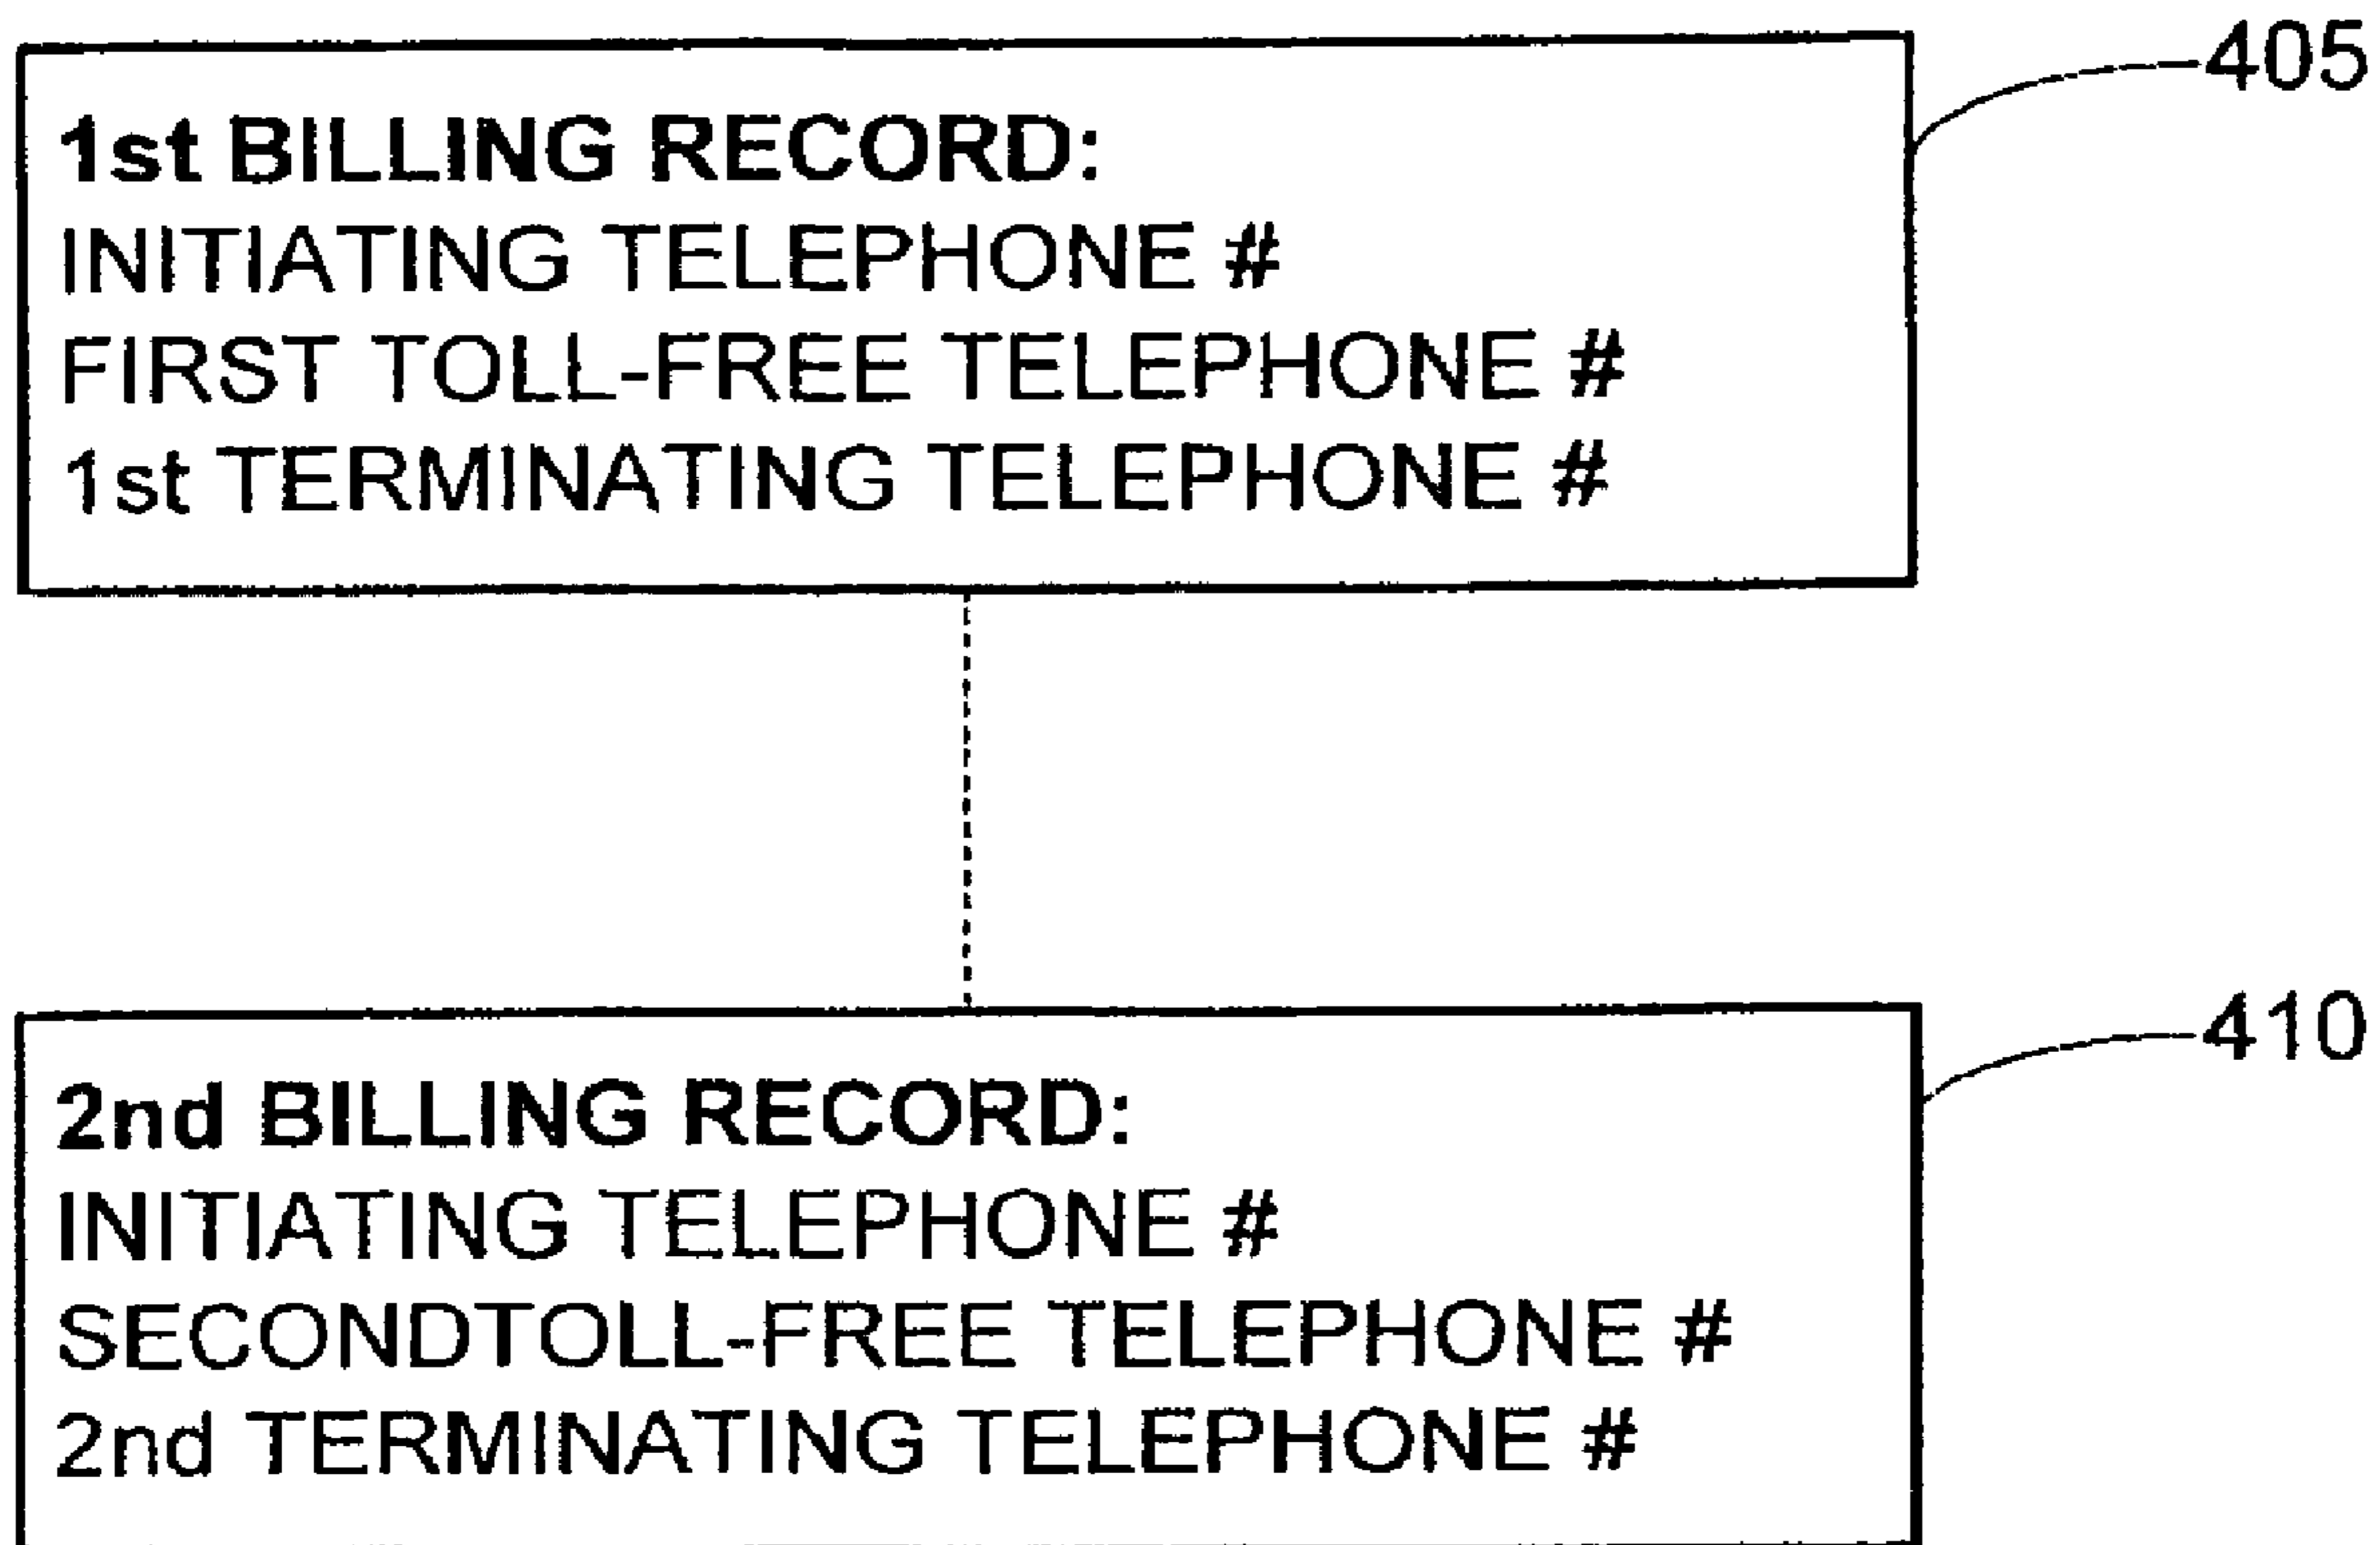 405
1st BILLING RECORD:
INITIATING TELEPHONE #
FIRST TOLL-FREE TELEPHONE #
1st TERMINATING TELEPHONE #
410
2nd BILLING RECORD:
INITIATING TELEPHONE #
SECONDTOLL-FREE TELEPHONE #
2nd TERMINATING TELEPHONE #